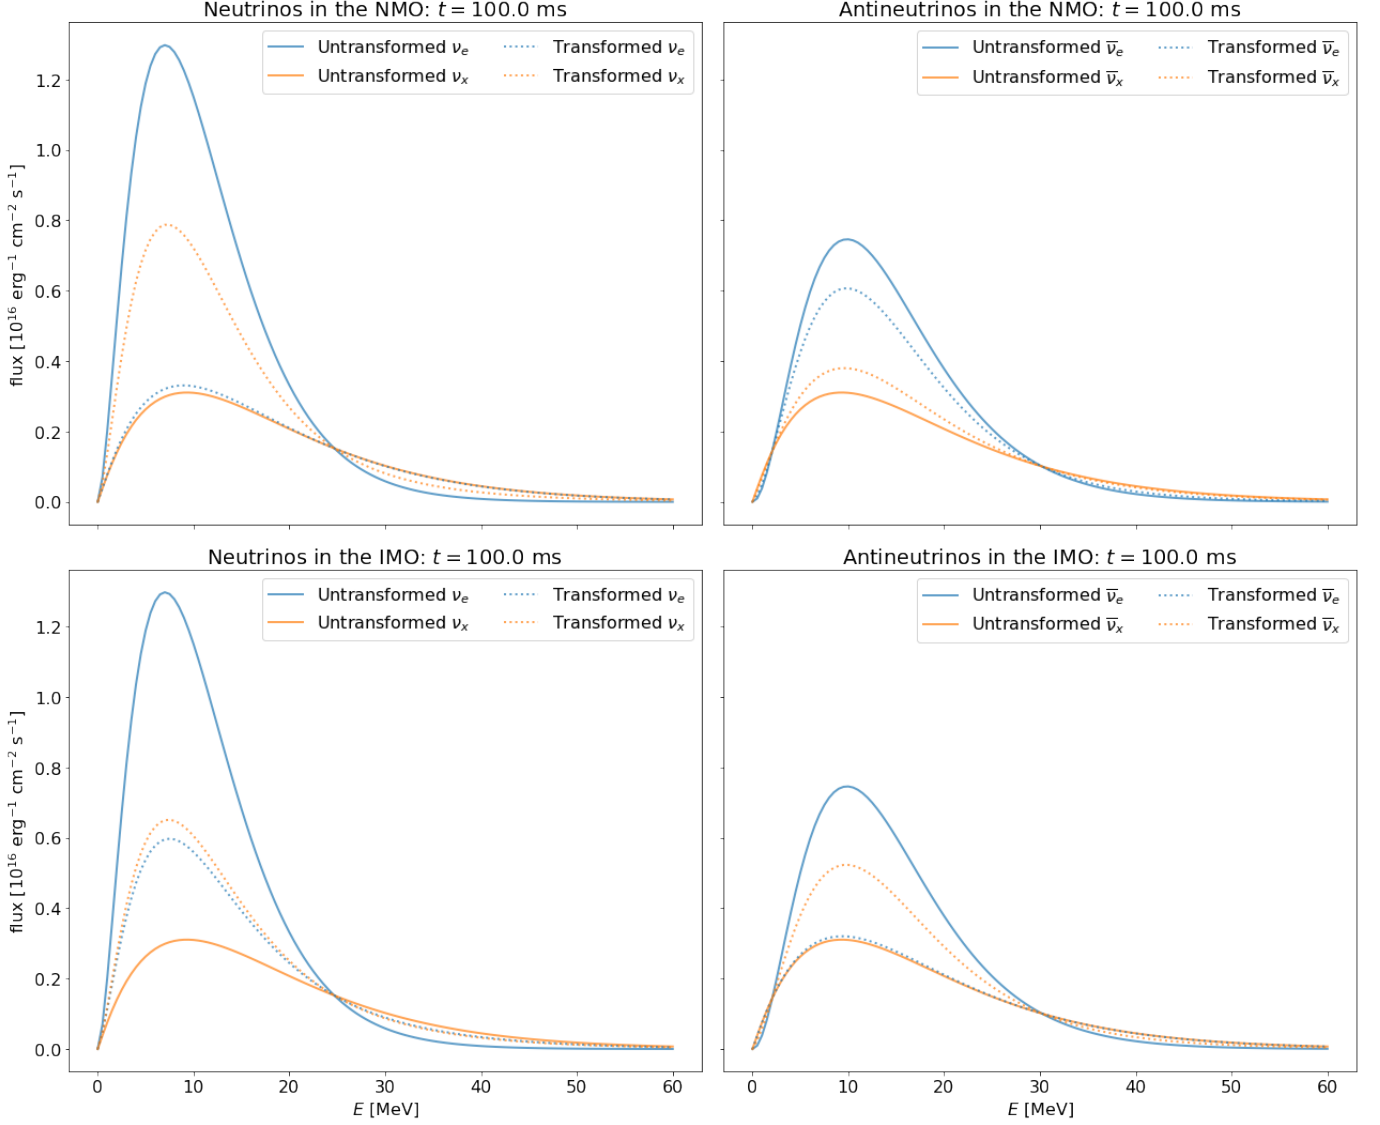 Neutrinos in the NMO: t = 100.0 ms
Antineutrinos in the NMO: t = 100.0 ms
Untransformed νₑ
Transformed νₑ
Untransformed νₓ
Transformed νₓ
Untransformed ν̅ₑ
Transformed ν̅ₑ
Untransformed ν̅ₓ
Transformed ν̅ₓ
flux [10¹⁶ erg⁻¹ cm⁻² s⁻¹]
1.2
1.0
0.8
0.6
0.4
0.2
0.0
Neutrinos in the IMO: t = 100.0 ms
Antineutrinos in the IMO: t = 100.0 ms
Untransformed νₑ
Transformed νₑ
Untransformed νₓ
Transformed νₓ
Untransformed ν̅ₑ
Transformed ν̅ₑ
Untransformed ν̅ₓ
Transformed ν̅ₓ
flux [10¹⁶ erg⁻¹ cm⁻² s⁻¹]
1.2
1.0
0.8
0.6
0.4
0.2
0.0
0 10 20 30 40 50 60
0 10 20 30 40 50 60
E [MeV]
E [MeV]